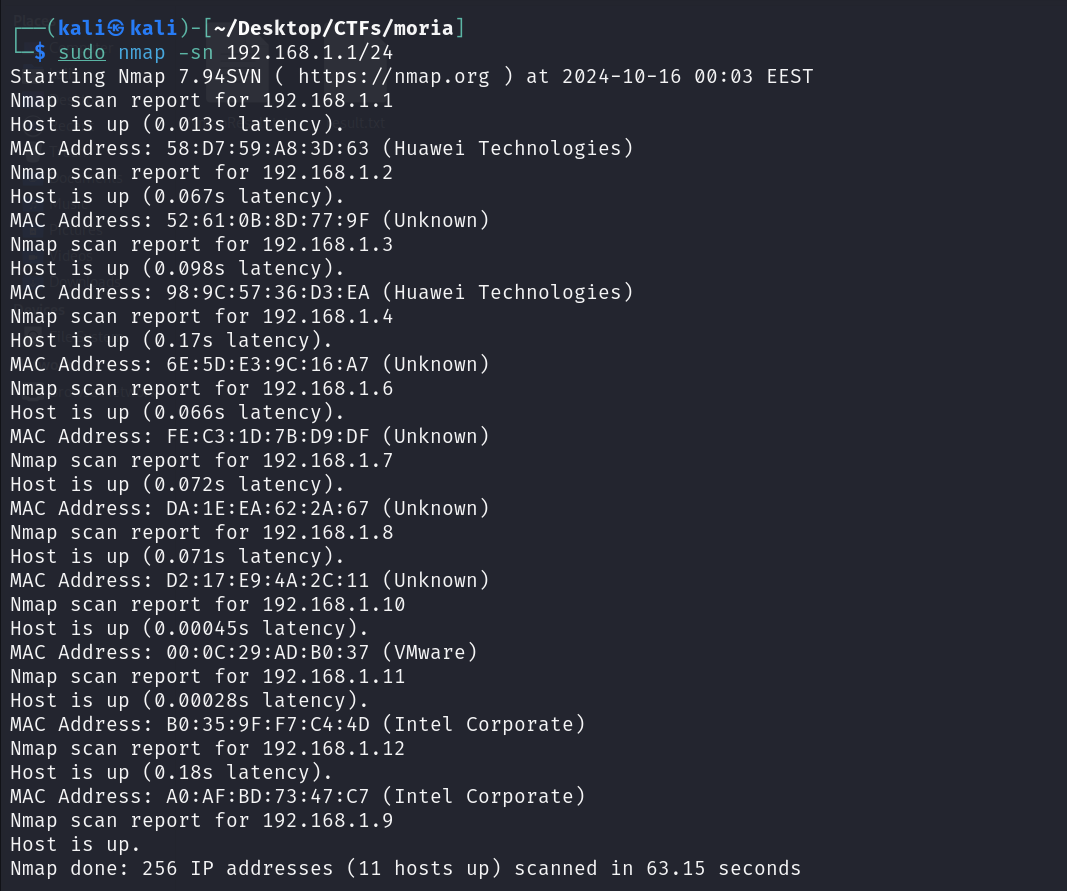 ┌──(kali㉿kali)-[~/Desktop/CTFs/moria]
└─$ sudo nmap -sn 192.168.1.1/24
Starting Nmap 7.94SVN ( https://nmap.org ) at 2024-10-16 00:03 EEST
Nmap scan report for 192.168.1.1
Host is up (0.013s latency).
MAC Address: 58:D7:59:A8:3D:63 (Huawei Technologies)
Nmap scan report for 192.168.1.2
Host is up (0.067s latency).
MAC Address: 52:61:0B:8D:77:9F (Unknown)
Nmap scan report for 192.168.1.3
Host is up (0.098s latency).
MAC Address: 98:9C:57:36:D3:EA (Huawei Technologies)
Nmap scan report for 192.168.1.4
Host is up (0.17s latency).
MAC Address: 6E:5D:E3:9C:16:A7 (Unknown)
Nmap scan report for 192.168.1.6
Host is up (0.066s latency).
MAC Address: FE:C3:1D:7B:D9:DF (Unknown)
Nmap scan report for 192.168.1.7
Host is up (0.072s latency).
MAC Address: DA:1E:EA:62:2A:67 (Unknown)
Nmap scan report for 192.168.1.8
Host is up (0.071s latency).
MAC Address: D2:17:E9:4A:2C:11 (Unknown)
Nmap scan report for 192.168.1.10
Host is up (0.00045s latency).
MAC Address: 00:0C:29:AD:B0:37 (VMware)
Nmap scan report for 192.168.1.11
Host is up (0.00028s latency).
MAC Address: B0:35:9F:F7:C4:4D (Intel Corporate)
Nmap scan report for 192.168.1.12
Host is up (0.18s latency).
MAC Address: A0:AF:BD:73:47:C7 (Intel Corporate)
Nmap scan report for 192.168.1.9
Host is up.
Nmap done: 256 IP addresses (11 hosts up) scanned in 63.15 seconds